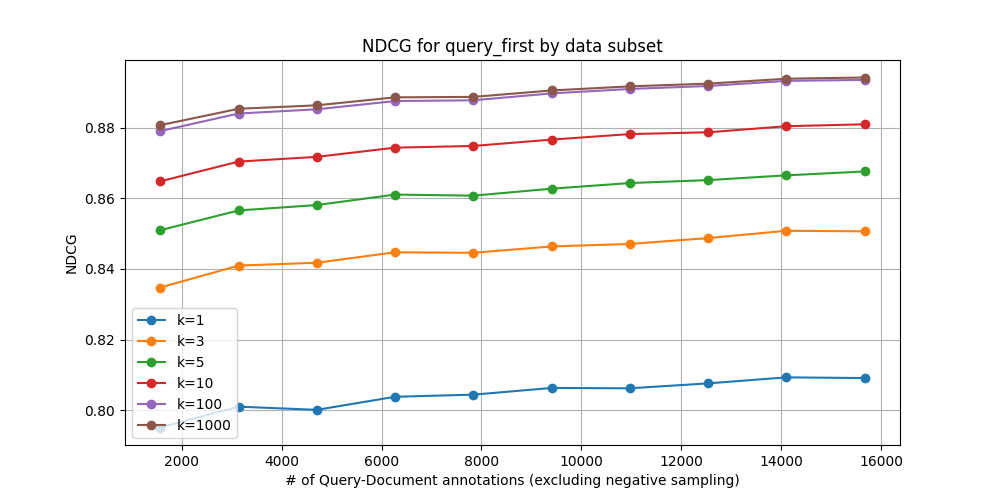 NDCG for query_first by data subset
NDCG
0.88
0.86
0.84
0.82
0.80
k=1
k=3
k=5
k=10
k=100
k=1000
2000 4000 6000 8000 10000 12000 14000 16000
# of Query-Document annotations (excluding negative sampling)